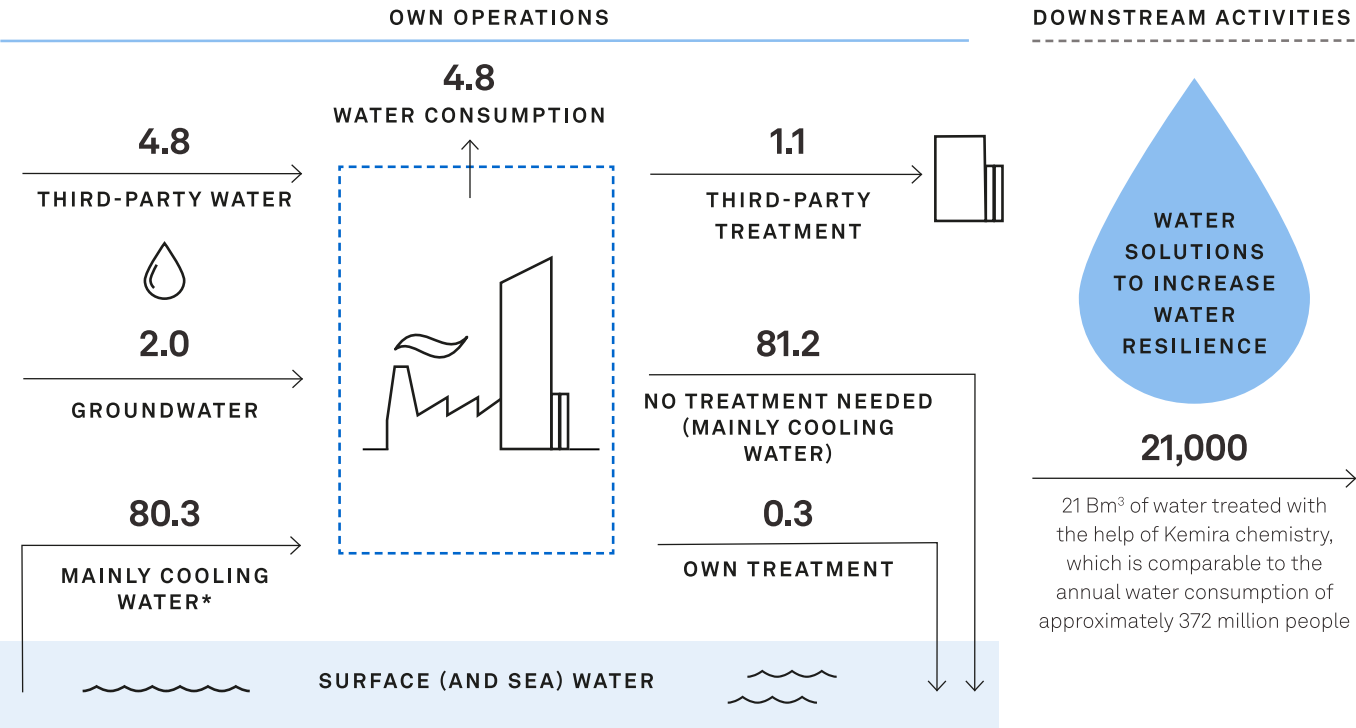 OWN OPERATIONS
4.8
WATER CONSUMPTION
4.8
THIRD-PARTY WATER
2.0
GROUNDWATER
80.3
MAINLY COOLING
WATER*
1.1
THIRD-PARTY
TREATMENT
81.2
NO TREATMENT NEEDED
(MAINLY COOLING
WATER)
0.3
OWN TREATMENT
SURFACE (AND SEA) WATER
DOWNSTREAM ACTIVITIES
WATER
SOLUTIONS
TO INCREASE
WATER
RESILIENCE
21,000
21 Bm³ of water treated with
the help of Kemira chemistry,
which is comparable to the
annual water consumption of
approximately 372 million people